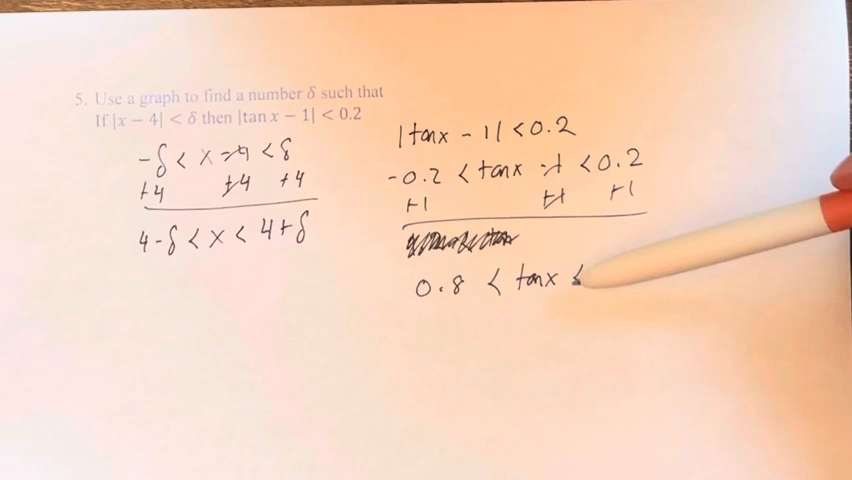 5. Use a graph to find a number δ such that
If |x − 4| < δ then |tan x − 1| < 0.2
-δ < x -4 < δ
+4 +4 +4
4-δ < x < 4+δ
|tanx - 1| < 0.2
-0.2 < tanx -1 < 0.2
+1 +1 +1
0.8 < tanx <